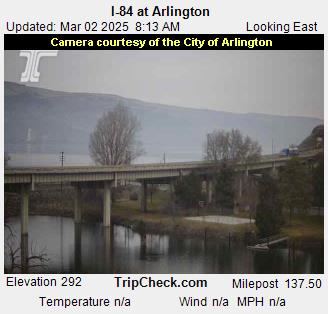 I-84 at Arlington
Updated: Mar 02 2025 8:13 AM Looking East
Camera courtesy of the City of Arlington
Elevation 292 TripCheck.com Milepost 137.50
Temperature n/a Wind n/a MPH n/a